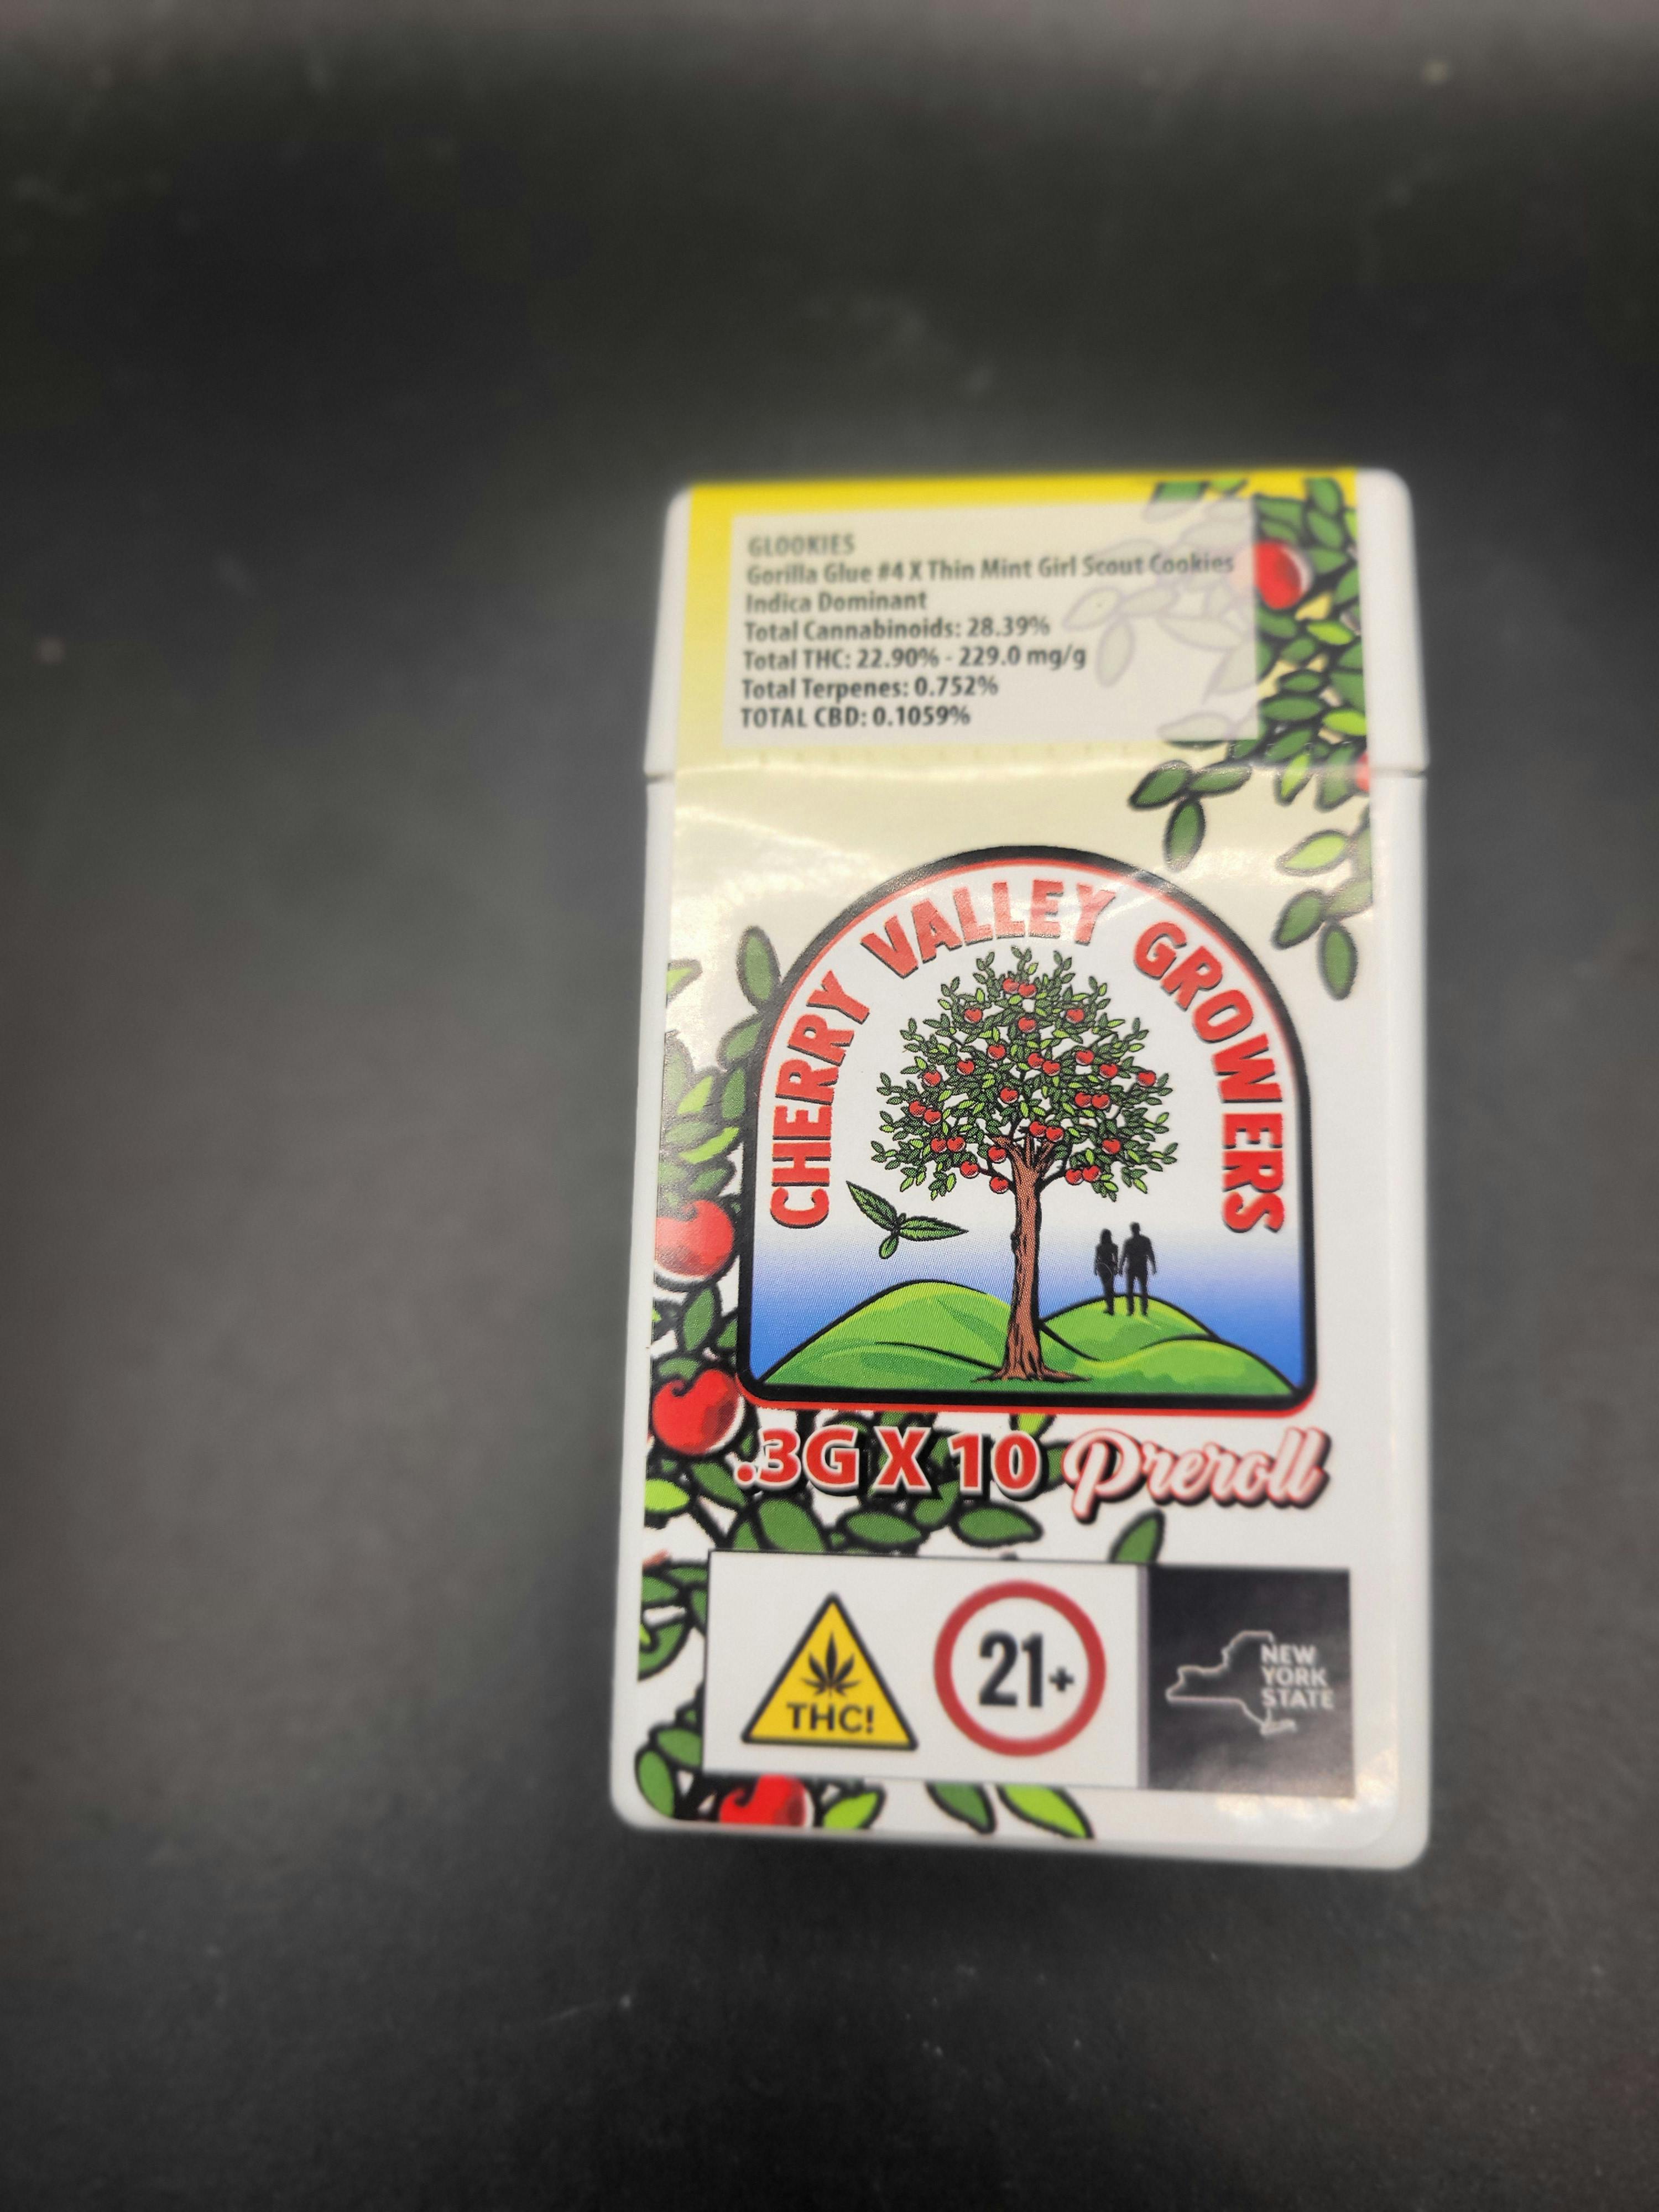 GLOOKIES
Gorilla Glue #4 X Thin Mint Girl Scout Cookies
Indica Dominant
Total Cannabinoids: 28.39%
Total THC: 22.90% - 229.0 mg/g
Total Terpenes: 0.752%
TOTAL CBD: 0.1059%
CHERRY VALLEY GROWERS
.3G X 10 Preroll
THC!
21+
NEW
YORK
STATE